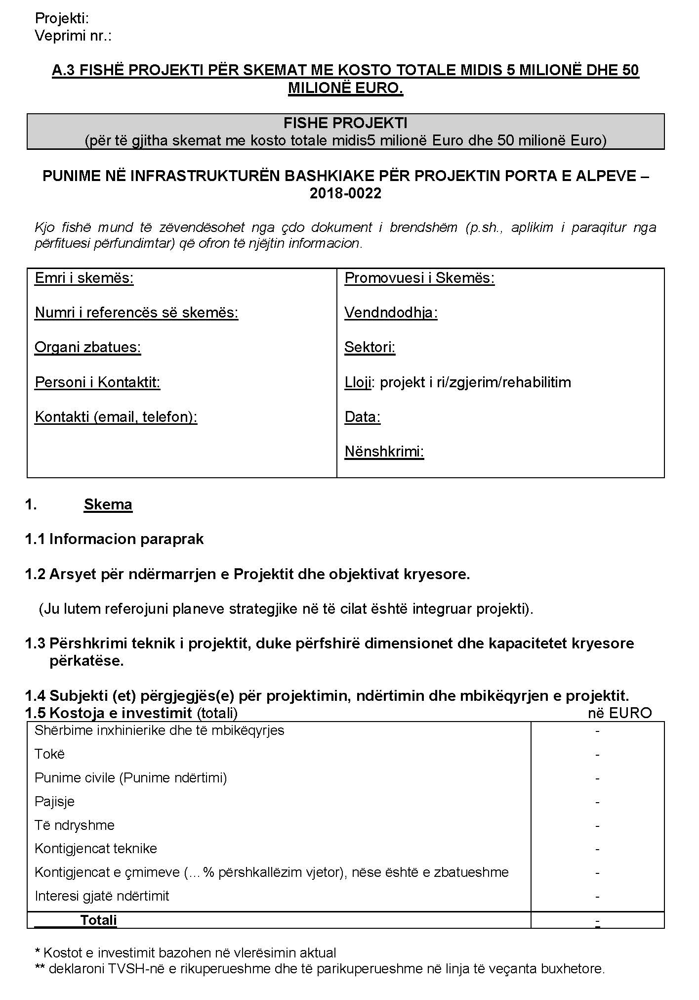 Projekti:
Veprimi nr.:
A.3 FISHË PROJEKTI PËR SKEMAT ME KOSTO TOTALE MIDIS 5 MILIONË DHE 50
MILIONË EURO.
FISHE PROJEKTI
(për të gjitha skemat me kosto totale midis5 milionë Euro dhe 50 milionë Euro)
PUNIME NË INFRASTRUKTURËN BASHKIAKE PËR PROJEKTIN PORTA E ALPEVE –
2018-0022
Kjo fishë mund të zëvendësohet nga çdo dokument i brendshëm (p.sh., aplikim i paraqitur nga
përfituesi përfundimtar) që ofron të njëjtin informacion.
Emri i skemës:
Numri i referencës së skemës:
Organi zbatues:
Personi i Kontaktit:
Kontakti (email, telefon):
Promovuesi i Skemës:
Vendndodhja:
Sektori:
Lloji: projekt i ri/zgjerim/rehabilitim
Data:
Nënshkrimi:
1. Skema
1.1 Informacion paraprak
1.2 Arsyet për ndërmarrjen e Projektit dhe objektivat kryesore.
(Ju lutem referojuni planeve strategjike në të cilat është integruar projekti).
1.3 Përshkrimi teknik i projektit, duke përfshirë dimensionet dhe kapacitetet kryesore
përkatëse.
1.4 Subjekti (et) përgjegjës(e) për projektimin, ndërtimin dhe mbikëqyrjen e projektit.
1.5 Kostoja e investimit (totali) në EURO
Shërbime inxhinierike dhe të mbikëqyrjes -
Tokë -
Punime civile (Punime ndërtimi) -
Pajisje -
Të ndryshme -
Kontigjencat teknike -
Kontigjencat e çmimeve (…% përshkallëzim vjetor), nëse është e zbatueshme -
Interesi gjatë ndërtimit -
Totali -
* Kostot e investimit bazohen në vlerësimin aktual
** deklaroni TVSH-në e rikuperueshme dhe të parikuperueshme në linja të veçanta buxhetore.